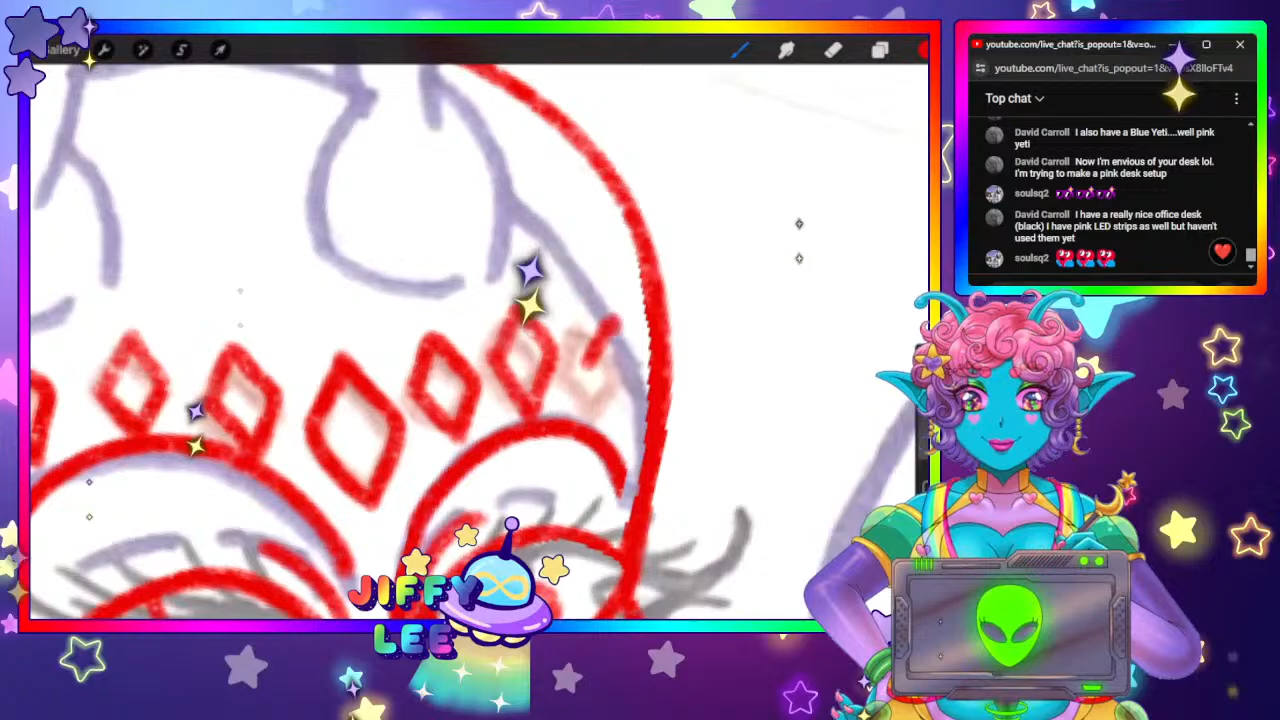 allery
youtube.com/live_chat?is_popout=1&v=o...
youtube.com/live_chat?is_popout=1&
X8lIoFTv4
Top chat
David Carroll I also have a Blue Yeti....well pink
yeti
David Carroll Now I'm envious of your desk lol.
I'm trying to make a pink desk setup
soulsq2
David Carroll I have a really nice office desk
(black) I have pink LED strips as well but haven't
used them yet
soulsq2
JIFFY
LEE